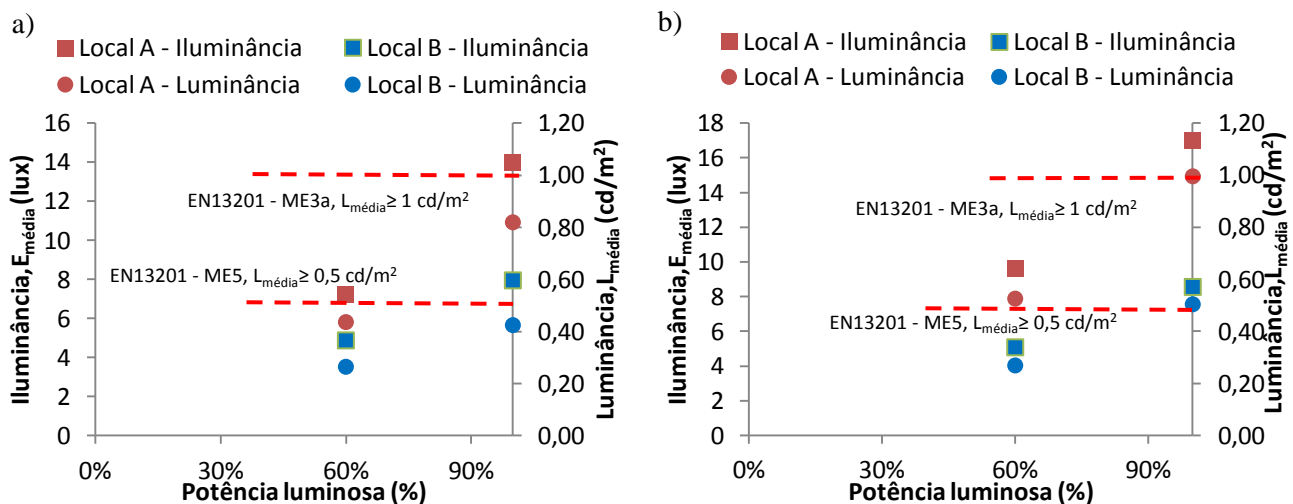 a)
Local A - Iluminância
Local B - Iluminância
Local A - Luminância
Local B - Luminância
Iluminância,Emédia (lux)
16
14
12
10
8
6
4
2
0
EN13201 - ME3a, Lmédia≥ 1 cd/m²
EN13201 - ME5, Lmédia≥ 0,5 cd/m²
1,20
1,00
0,80
0,60
0,40
0,20
0,00
Luminância,Lmédia (cd/m²)
0%
30%
60%
90%
Potência luminosa (%)
b)
Local A - Iluminância
Local B - Iluminância
Local A - Luminância
Local B - Luminância
Iluminância,Emédia (lux)
18
16
14
12
10
8
6
4
2
0
EN13201 - ME3a, Lmédia≥ 1 cd/m²
EN13201 - ME5, Lmédia≥ 0,5 cd/m²
1,20
1,00
0,80
0,60
0,40
0,20
0,00
Luminância,Lmédia (cd/m²)
0%
30%
60%
90%
Potência luminosa (%)